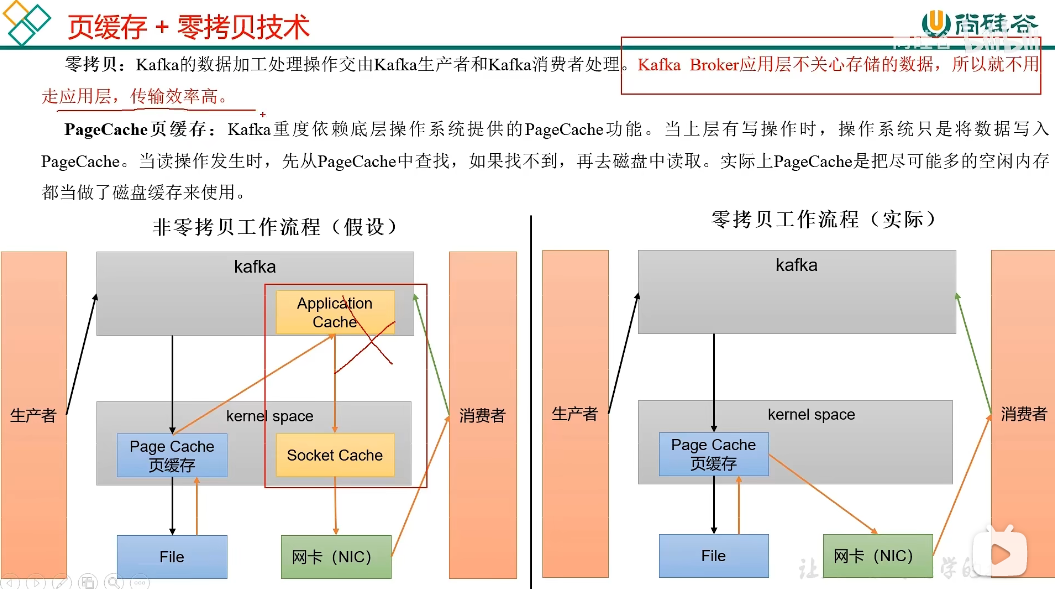 页缓存 + 零拷贝技术
尚硅谷
零拷贝：Kafka的数据加工处理操作交由Kafka生产者和Kafka消费者处理。Kafka Broker应用层不关心存储的数据，所以就不用
走应用层，传输效率高。
PageCache页缓存：Kafka重度依赖底层操作系统提供的PageCache功能。当上层有写操作时，操作系统只是将数据写入
PageCache。当读操作发生时，先从PageCache中查找，如果找不到，再去磁盘中读取。实际上PageCache是把尽可能多的空闲内存
都当做了磁盘缓存来使用。
非零拷贝工作流程（假设）
kafka
Application
Cache
生产者
kernel space
消费者
Page Cache
页缓存
Socket Cache
File
网卡（NIC）
零拷贝工作流程（实际）
kafka
生产者
kernel space
消费者
Page Cache
页缓存
File
网卡（NIC）